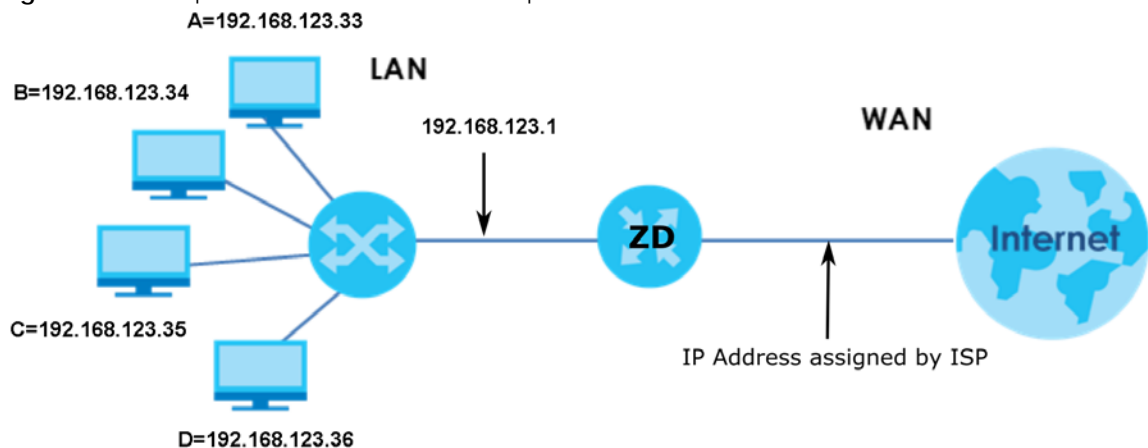 A=192.168.123.33
LAN
B=192.168.123.34
192.168.123.1
WAN
ZD
Internet
C=192.168.123.35
IP Address assigned by ISP
D=192.168.123.36